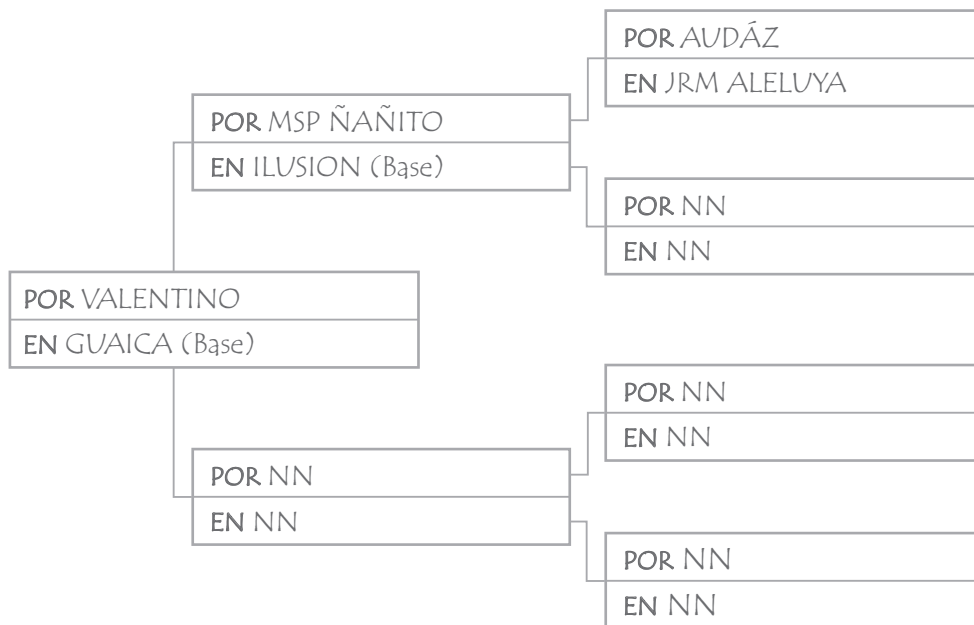 POR AUDÁZ
EN JRM ALELUYA
POR MSP ÑAÑITO
EN ILUSION (Base)
POR NN
EN NN
POR VALENTINO
EN GUAICA (Base)
POR NN
EN NN
POR NN
EN NN
POR NN
EN NN